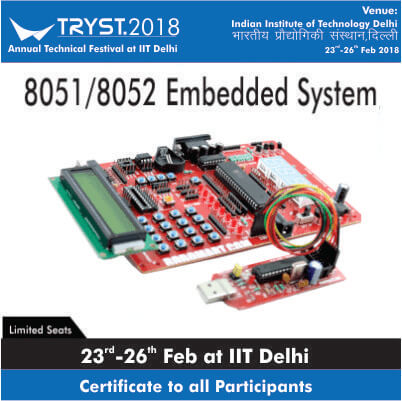 TRYST.2018
Annual Technical Festival at IIT Delhi
Venue:
Indian Institute of Technology Delhi
भारतीय प्रौद्योगिकी संस्थान,दिल्ली
23rd-26th Feb 2018
8051/8052 Embedded System
Limited Seats
23rd-26th Feb at IIT Delhi
Certificate to all Participants